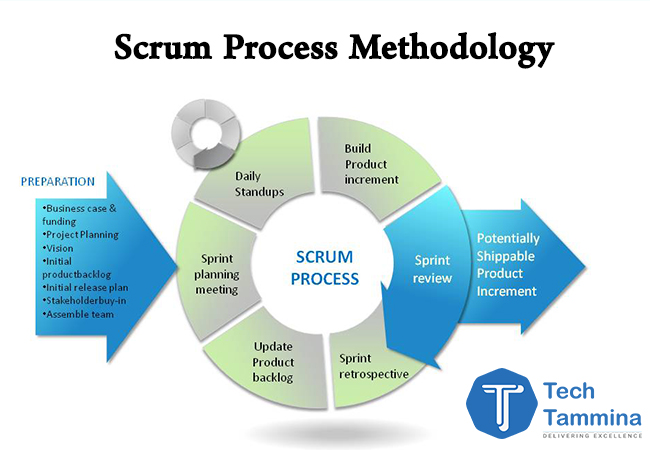 Scrum Process Methodology
PREPARATION
•Business case &
funding
•Project Planning
•Vision
•Initial
productbacklog
•Initial release plan
•Stakeholderbuy-in
•Assemble team
Sprint
planning
meeting
Daily
Standups
Build
Product
increment
Sprint
review
Potentially
Shippable
Product
Increment
Sprint
retrospective
Update
Product
backlog
SCRUM
PROCESS
Tech
Tammina
DELIVERING EXCELLENCE